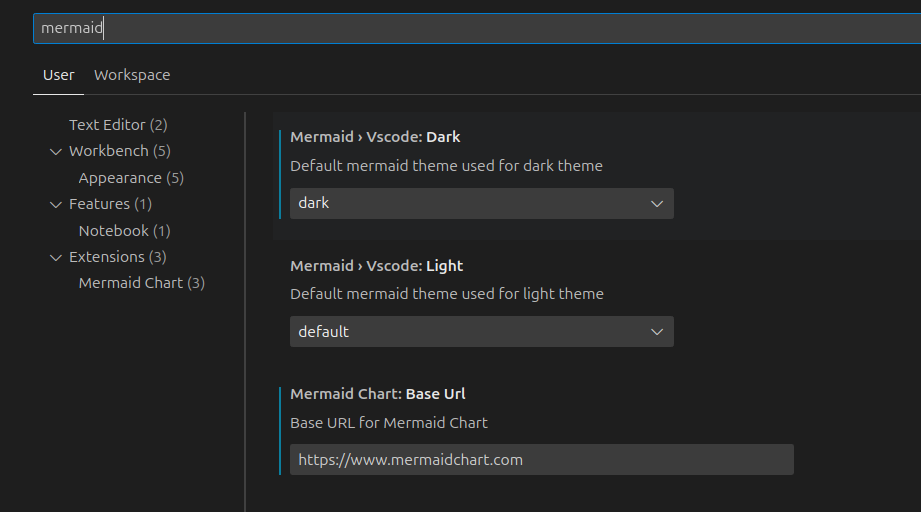 mermaid
User Workspace
Text Editor (2)
Workbench (5)
Appearance (5)
Features (1)
Notebook (1)
Extensions (3)
Mermaid Chart (3)
Mermaid › Vscode: Dark
Default mermaid theme used for dark theme
dark
Mermaid › Vscode: Light
Default mermaid theme used for light theme
default
Mermaid Chart: Base Url
Base URL for Mermaid Chart
https://www.mermaidchart.com